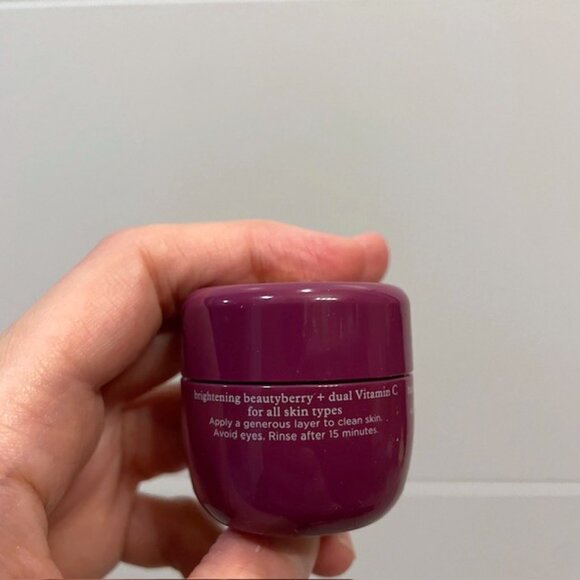 brightening beautyberry + dual Vitamin C
for all skin types
Apply a generous layer to clean skin.
Avoid eyes. Rinse after 15 minutes.